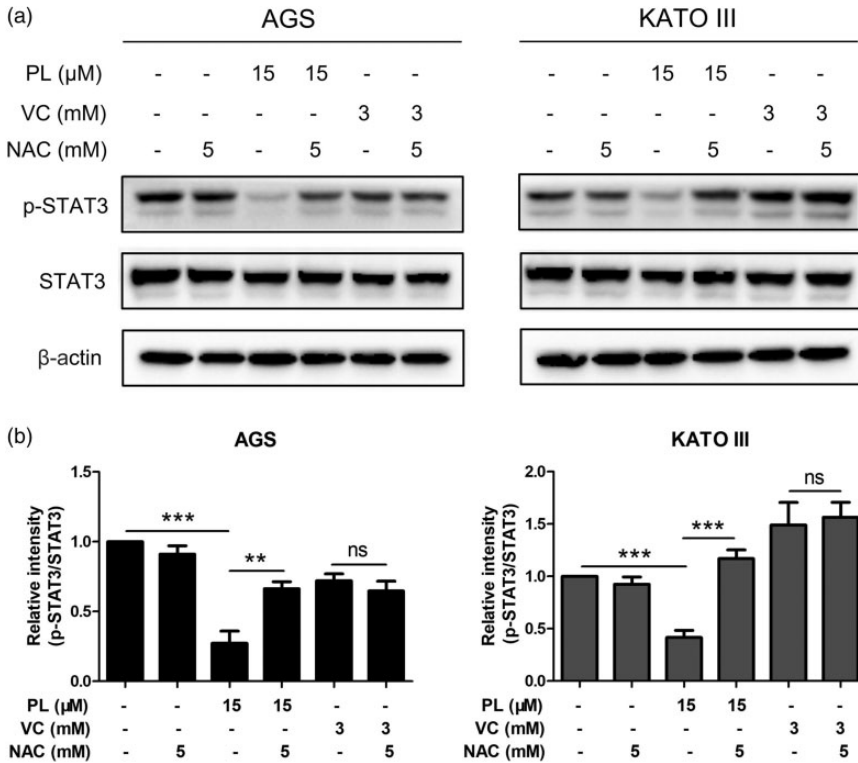 (a)
AGS
KATO III
PL (μM) - - 15 15 - - - - 15 15 - -
VC (mM) - - - - 3 3 - - - - 3 3
NAC (mM) - 5 - 5 - 5 - 5 - 5 - 5
p-STAT3
STAT3
β-actin
(b)
AGS
Relative intensity
(p-STAT3/STAT3)
1.5
1.0
0.5
0.0
*** ** ns
PL (μM) - - 15 15 - -
VC (mM) - - - - 3 3
NAC (mM) - 5 - 5 - 5
KATO III
Relative intensity
(p-STAT3/STAT3)
2.0
1.5
1.0
0.5
0.0
*** *** ns
PL (μM) - - 15 15 - -
VC (mM) - - - - 3 3
NAC (mM) - 5 - 5 - 5